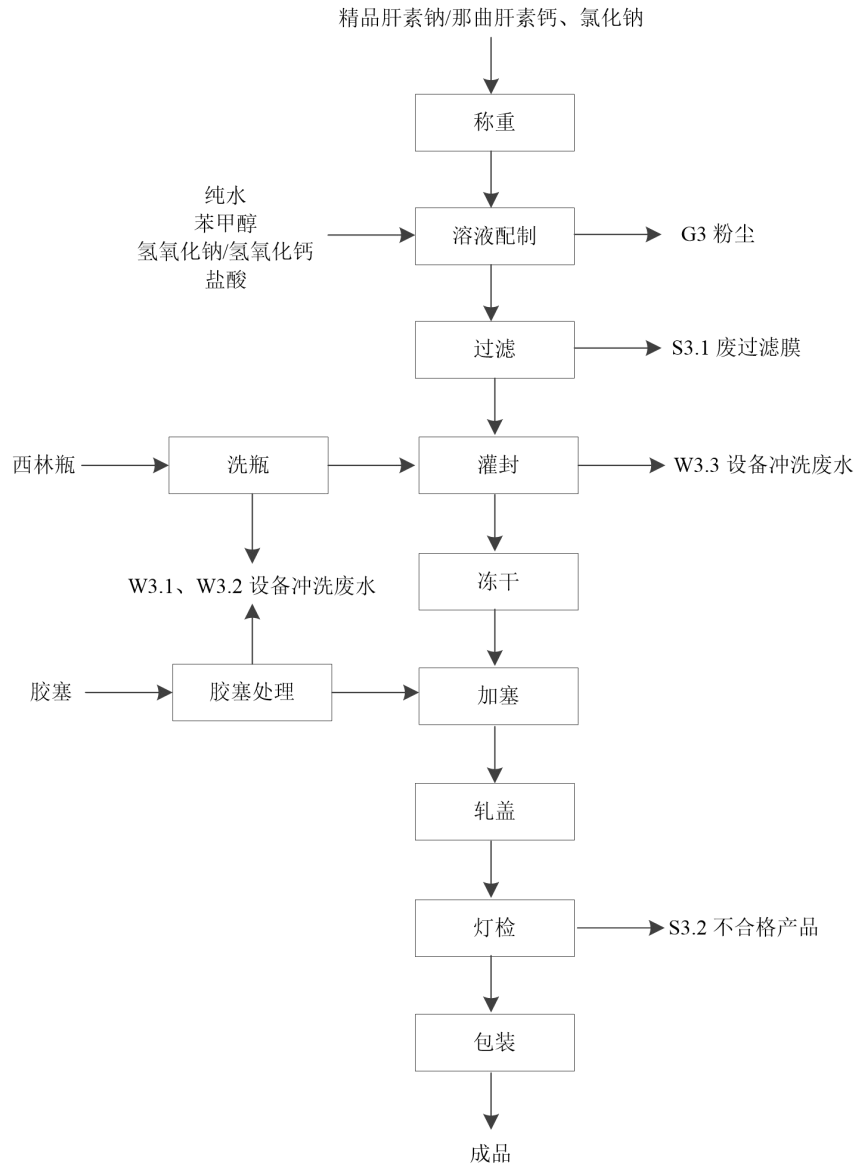 精品肝素钠/那曲肝素钙、氯化钠
称重
纯水
苯甲醇
氢氧化钠/氢氧化钙
盐酸
溶液配制
G3 粉尘
过滤
S3.1 废过滤膜
西林瓶
洗瓶
灌封
W3.3 设备冲洗废水
冻干
W3.1、W3.2 设备冲洗废水
胶塞
胶塞处理
加塞
轧盖
灯检
S3.2 不合格产品
包装
成品